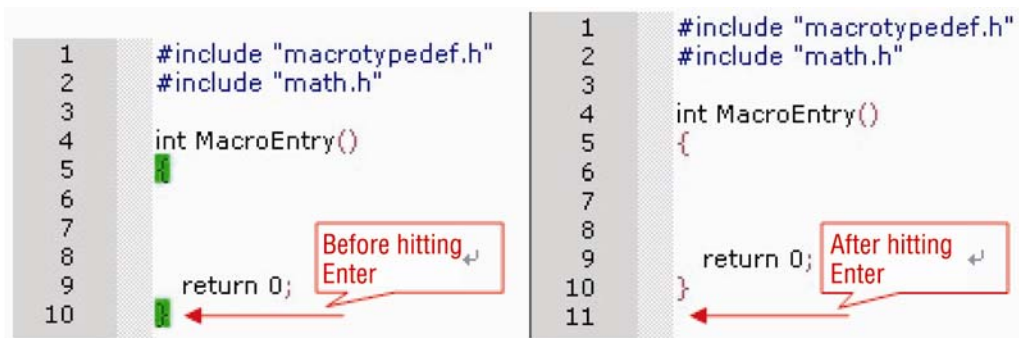 1 #include "macrotypedef.h"
2 #include "math.h"
3
4 int MacroEntry()
5 {
6
7
8
9 return 0;
10 }
Before hitting
Enter
1 #include "macrotypedef.h"
2 #include "math.h"
3
4 int MacroEntry()
5 {
6
7
8
9 return 0;
10 }
11
After hitting
Enter